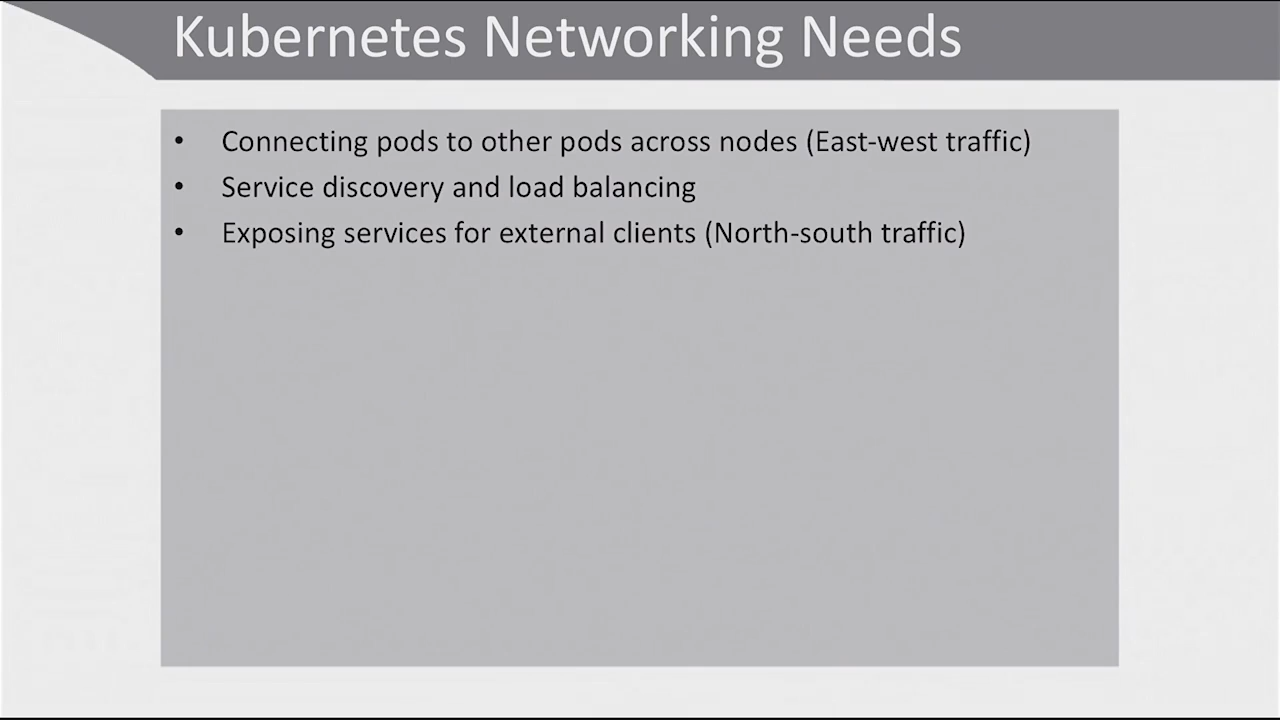 Kubernetes Networking Needs
• Connecting pods to other pods across nodes (East-west traffic)
• Service discovery and load balancing
• Exposing services for external clients (North-south traffic)